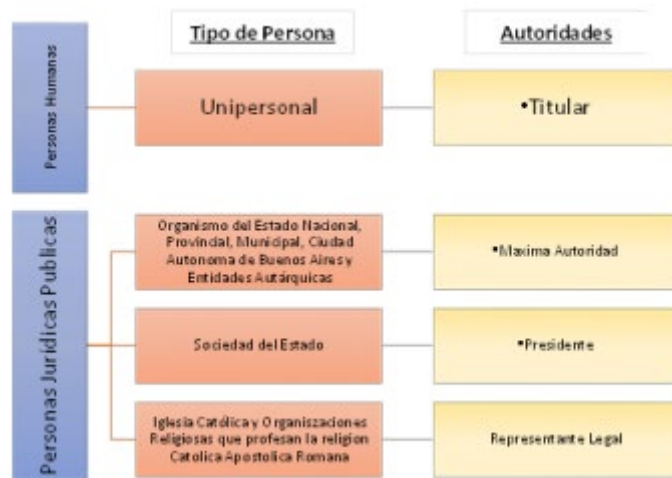 Tipo de Persona
Autoridades
Personas Humanas
Unipersonal
•Titular
Personas Jurídicas Publicas
Organismo del Estado Nacional,
Provincial, Municipal, Ciudad
Autonoma de Buenos Aires y
Entidades Autárquicas
•Maxima Autoridad
Sociedad del Estado
•Presidente
Iglesia Católica y Organiszaciones
Religiosas que profesan la religion
Catolica Apostolica Romana
Representante Legal